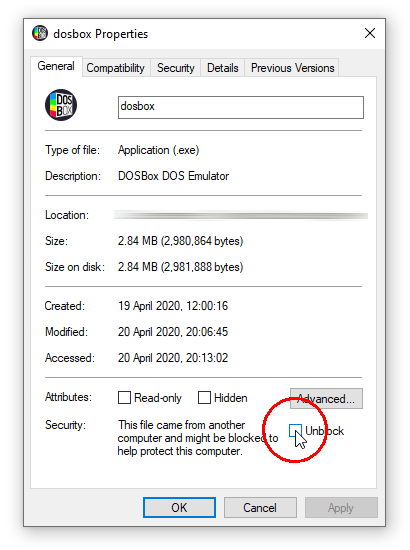 dosbox Properties
General Compatibility Security Details Previous Versions
DOS
BOX
dosbox
Type of file: Application (.exe)
Description: DOSBox DOS Emulator
Location:
Size: 2.84 MB (2,980,864 bytes)
Size on disk: 2.84 MB (2,981,888 bytes)
Created: 19 April 2020, 12:00:16
Modified: 20 April 2020, 20:06:45
Accessed: 20 April 2020, 20:13:02
Attributes: Read-only Hidden Advanced...
Security: This file came from another
computer and might be blocked to
help protect this computer.
Unblock
OK Cancel Apply